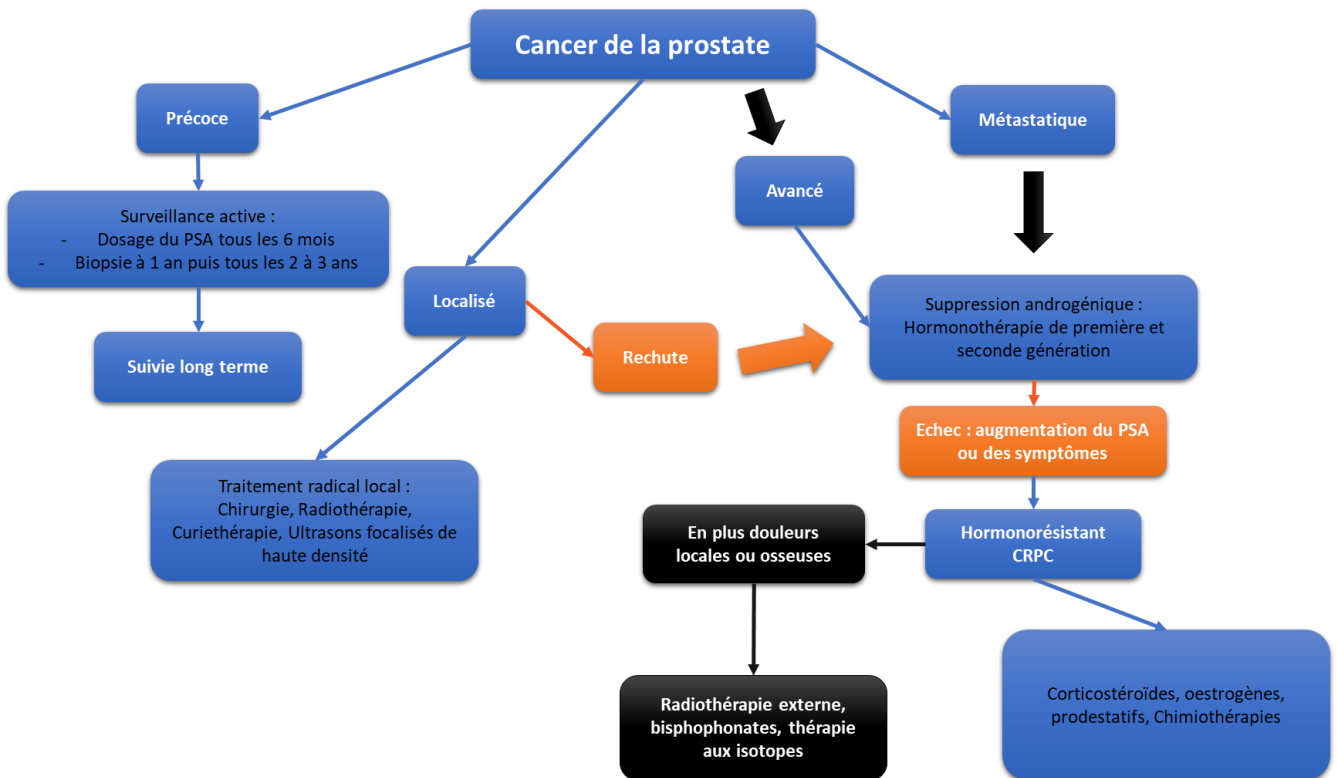 Cancer de la prostate
Précoce
Métastatique
Avancé
Surveillance active :
- Dosage du PSA tous les 6 mois
- Biopsie à 1 an puis tous les 2 à 3 ans
Localisé
Suppression androgénique :
Hormonothérapie de première et
seconde génération
Rechute
Suivie long terme
Echec : augmentation du PSA
ou des symptômes
Traitement radical local :
Chirurgie, Radiothérapie,
Curiethérapie, Ultrasons focalisés de
haute densité
En plus douleurs
locales ou osseuses
Hormonorésistant
CRPC
Radiothérapie externe,
bisphophonates, thérapie
aux isotopes
Corticostéroïdes, oestrogènes,
prodestatifs, Chimiothérapies